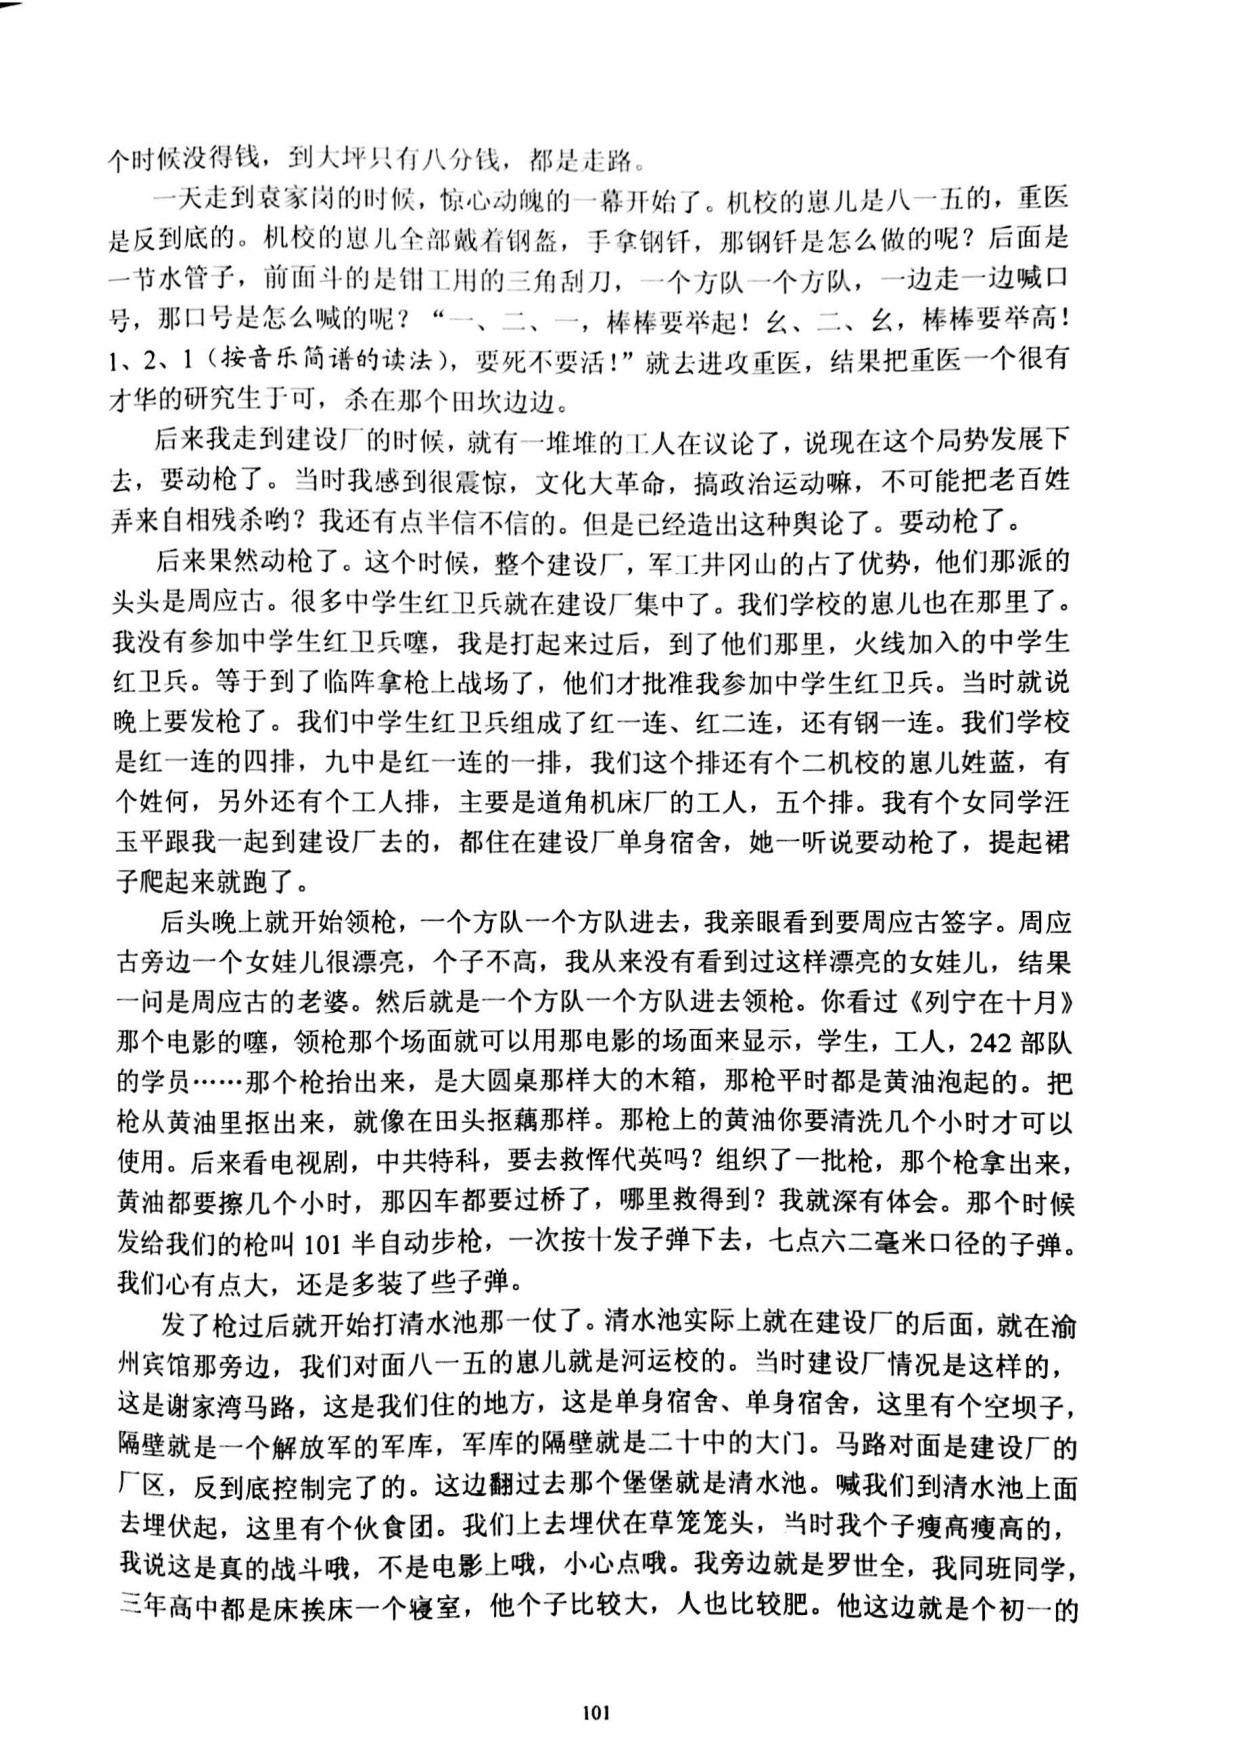 个时候没得钱，到大坪只有八分钱，都是走路。
一天走到袁家岗的时候，惊心动魄的一幕开始了。机校的崽儿是八一五的，重医
是反到底的。机校的崽儿全部戴着钢盔，手拿钢钎，那钢钎是怎么做的呢？后面是
一节水管子，前面斗的是钳工用的三角刮刀，一个方队一个方队，一边走一边喊口
号，那口号是怎么喊的呢？“一、二、一，棒棒要举起！幺、二、幺，棒棒要举高！
1、2、1（按音乐简谱的读法），要死不要活！”就去进攻重医，结果把重医一个很有
才华的研究生于可，杀在那个田坎边边。
后来我走到建设厂的时候，就有一堆堆的工人在议论了，说现在这个局势发展下
去，要动枪了。当时我感到很震惊，文化大革命，搞政治运动嘛，不可能把老百姓
弄来自相残杀哟？我还有点半信不信的。但是已经造出这种舆论了。要动枪了。
后来果然动枪了。这个时候，整个建设厂，军工井冈山的占了优势，他们那派的
头头是周应古。很多中学生红卫兵就在建设厂集中了。我们学校的崽儿也在那里了。
我没有参加中学生红卫兵噻，我是打起来过后，到了他们那里，火线加入的中学生
红卫兵。等于到了临阵拿枪上战场了，他们才批准我参加中学生红卫兵。当时就说
晚上要发枪了。我们中学生红卫兵组成了红一连、红二连，还有钢一连。我们学校
是红一连的四排，九中是红一连的一排，我们这个排还有个二机校的崽儿姓蓝，有
个姓何，另外还有个工人排，主要是道角机床厂的工人，五个排。我有个女同学汪
玉平跟我一起到建设厂去的，都住在建设厂单身宿舍，她一听说要动枪了，提起裙
子爬起来就跑了。
后头晚上就开始领枪，一个方队一个方队进去，我亲眼看到要周应古签字。周应
古旁边一个女娃儿很漂亮，个子不高，我从来没有看到过这样漂亮的女娃儿，结果
一问是周应古的老婆。然后就是一个方队一个方队进去领枪。你看过《列宁在十月》
那个电影的噻，领枪那个场面就可以用那电影的场面来显示，学生，工人，242 部队
的学员……那个枪抬出来，是大圆桌那样大的木箱，那枪平时都是黄油泡起的。把
枪从黄油里抠出来，就像在田头抠藕那样。那枪上的黄油你要清洗几个小时才可以
使用。后来看电视剧，中共特科，要去救恽代英吗？组织了一批枪，那个枪拿出来，
黄油都要擦几个小时，那囚车都要过桥了，哪里救得到？我就深有体会。那个时候
发给我们的枪叫 101 半自动步枪，一次按十发子弹下去，七点六二毫米口径的子弹。
我们心有点大，还是多装了些子弹。
发了枪过后就开始打清水池那一仗了。清水池实际上就在建设厂的后面，就在渝
州宾馆那旁边，我们对面八一五的崽儿就是河运校的。当时建设厂情况是这样的，
这是谢家湾马路，这是我们住的地方，这是单身宿舍、单身宿舍，这里有个空坝子，
隔壁就是一个解放军的军库，军库的隔壁就是二十中的大门。马路对面是建设厂的
厂区，反到底控制完了的。这边翻过去那个堡堡就是清水池。喊我们到清水池上面
去埋伏起，这里有个伙食团。我们上去埋伏在草笼笼头，当时我个子瘦高瘦高的，
我说这是真的战斗哦，不是电影上哦，小心点哦。我旁边就是罗世全，我同班同学，
三年高中都是床挨床一个寝室，他个子比较大，人也比较肥。他这边就是个初一的
101